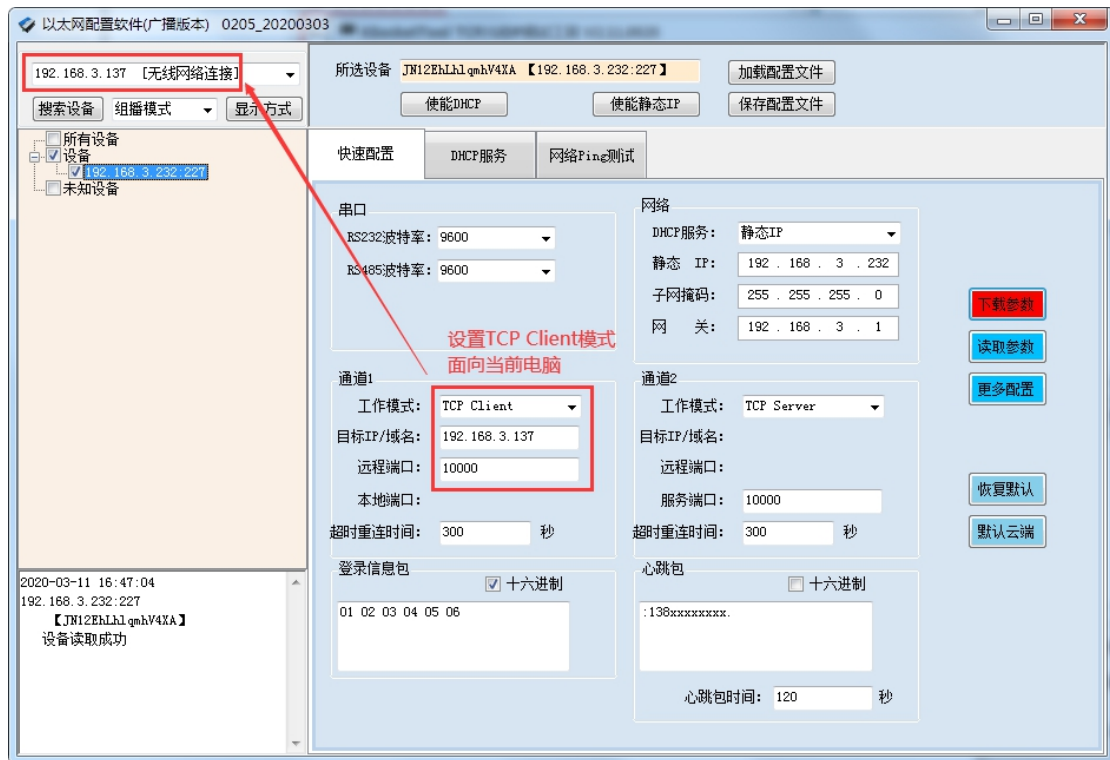 以太网配置软件(广播版本) 0205_20200303
192.168.3.137 [无线网络连接]
搜索设备 组播模式 显示方式
所有设备
设备
192.168.3.232:227
未知设备
所选设备 JN12EhLhlqmhV4XA 【192.168.3.232:227】 加载配置文件
使能DHCP 使能静态IP 保存配置文件
快速配置 DHCP服务 网络Ping测试
串口
RS232波特率: 9600
RS485波特率: 9600
网络
DHCP服务: 静态IP
静态 IP: 192 . 168 . 3 . 232
子网掩码: 255 . 255 . 255 . 0
网 关: 192 . 168 . 3 . 1
设置TCP Client模式
面向当前电脑
通道1
工作模式: TCP Client
目标IP/域名: 192.168.3.137
远程端口: 10000
本地端口:
超时重连时间: 300 秒
通道2
工作模式: TCP Server
目标IP/域名:
远程端口:
服务端口: 10000
超时重连时间: 300 秒
下载参数
读取参数
更多配置
恢复默认
默认云端
登录信息包
十六进制
01 02 03 04 05 06
心跳包
十六进制
:138xxxxxxxx.
心跳包时间: 120 秒
2020-03-11 16:47:04
192.168.3.232:227
【JN12EhLhlqmhV4XA】
设备读取成功